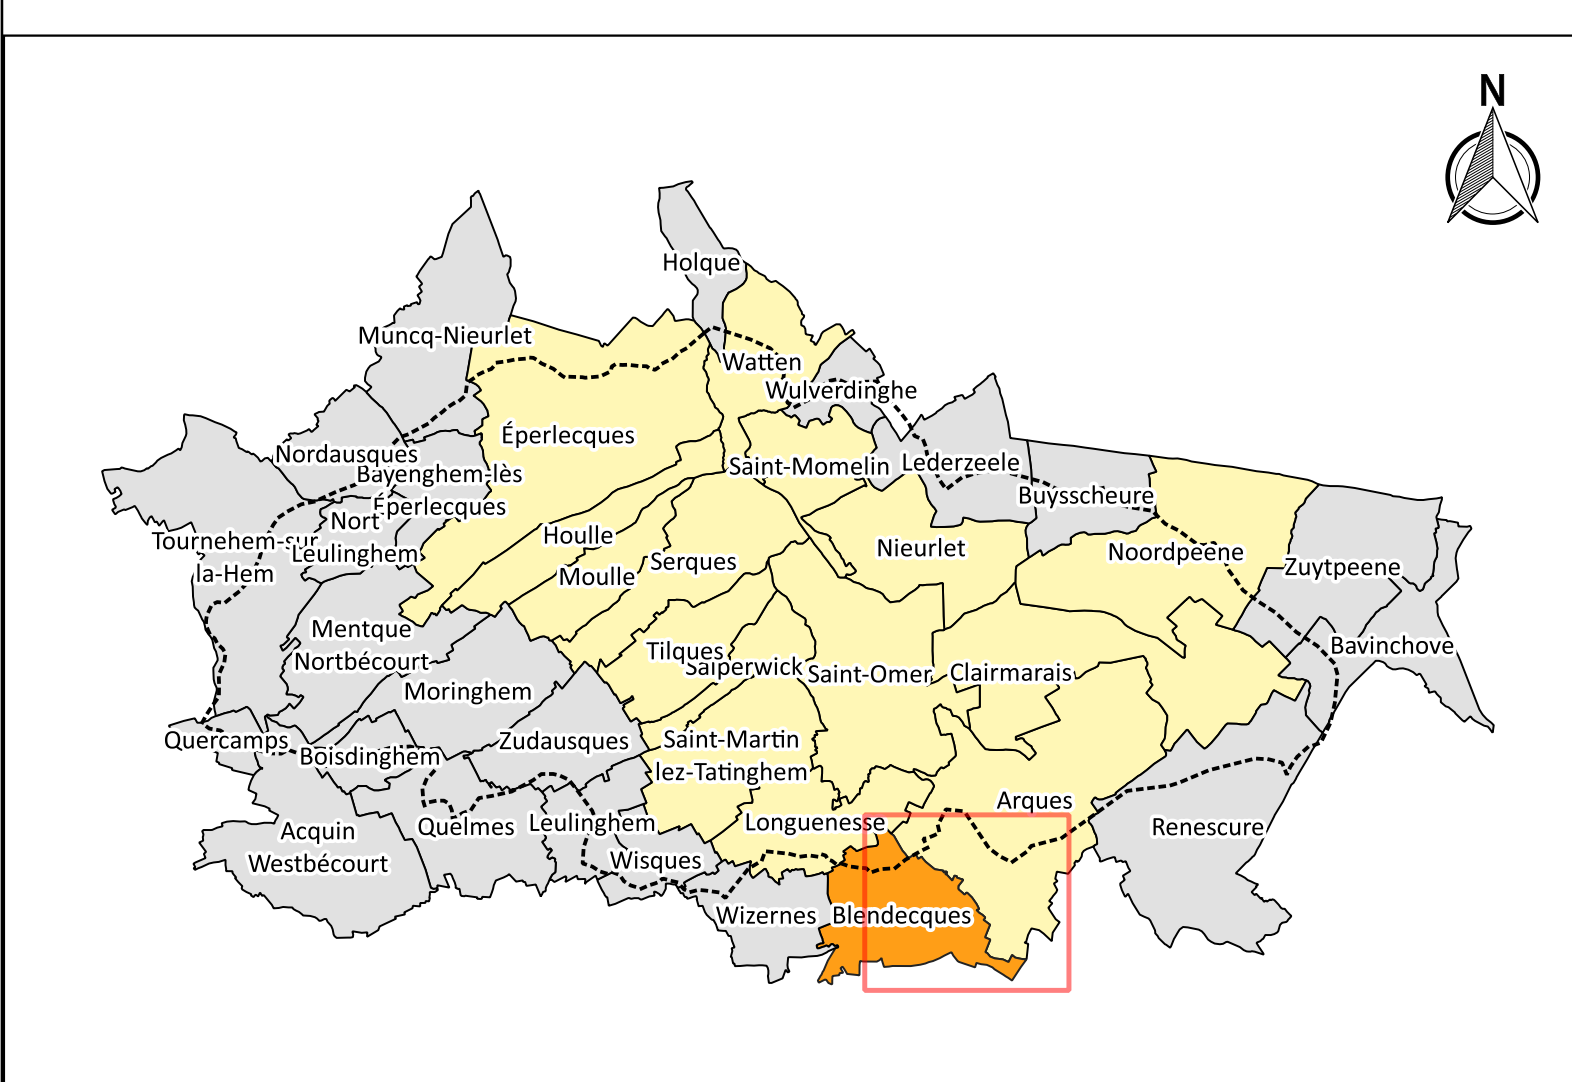 N
Holque
Muncq-Nieurlet
Watten
Wulverdinghe
Éperlecques
Nordausques
Bayenghem-lès
Éperlecques
Saint-Momelin
Lederzeele
Buysscheure
Nort
Leulinghem
Tournehem-sur
la-Hem
Houlle
Moulle
Serques
Nieurlet
Noordpeene
Zuytpeene
Mentque
Nortbécourt
Bavinchove
Tilques
Salperwick
Saint-Omer
Clairmarais
Moringhem
Quercamps
Boisdinghem
Zudausques
Saint-Martin
lez-Tatinghem
Arques
Acquin
Westbécourt
Quelmes
Leulinghem
Longuenesse
Renescure
Wisques
Wizernes
Blendecques